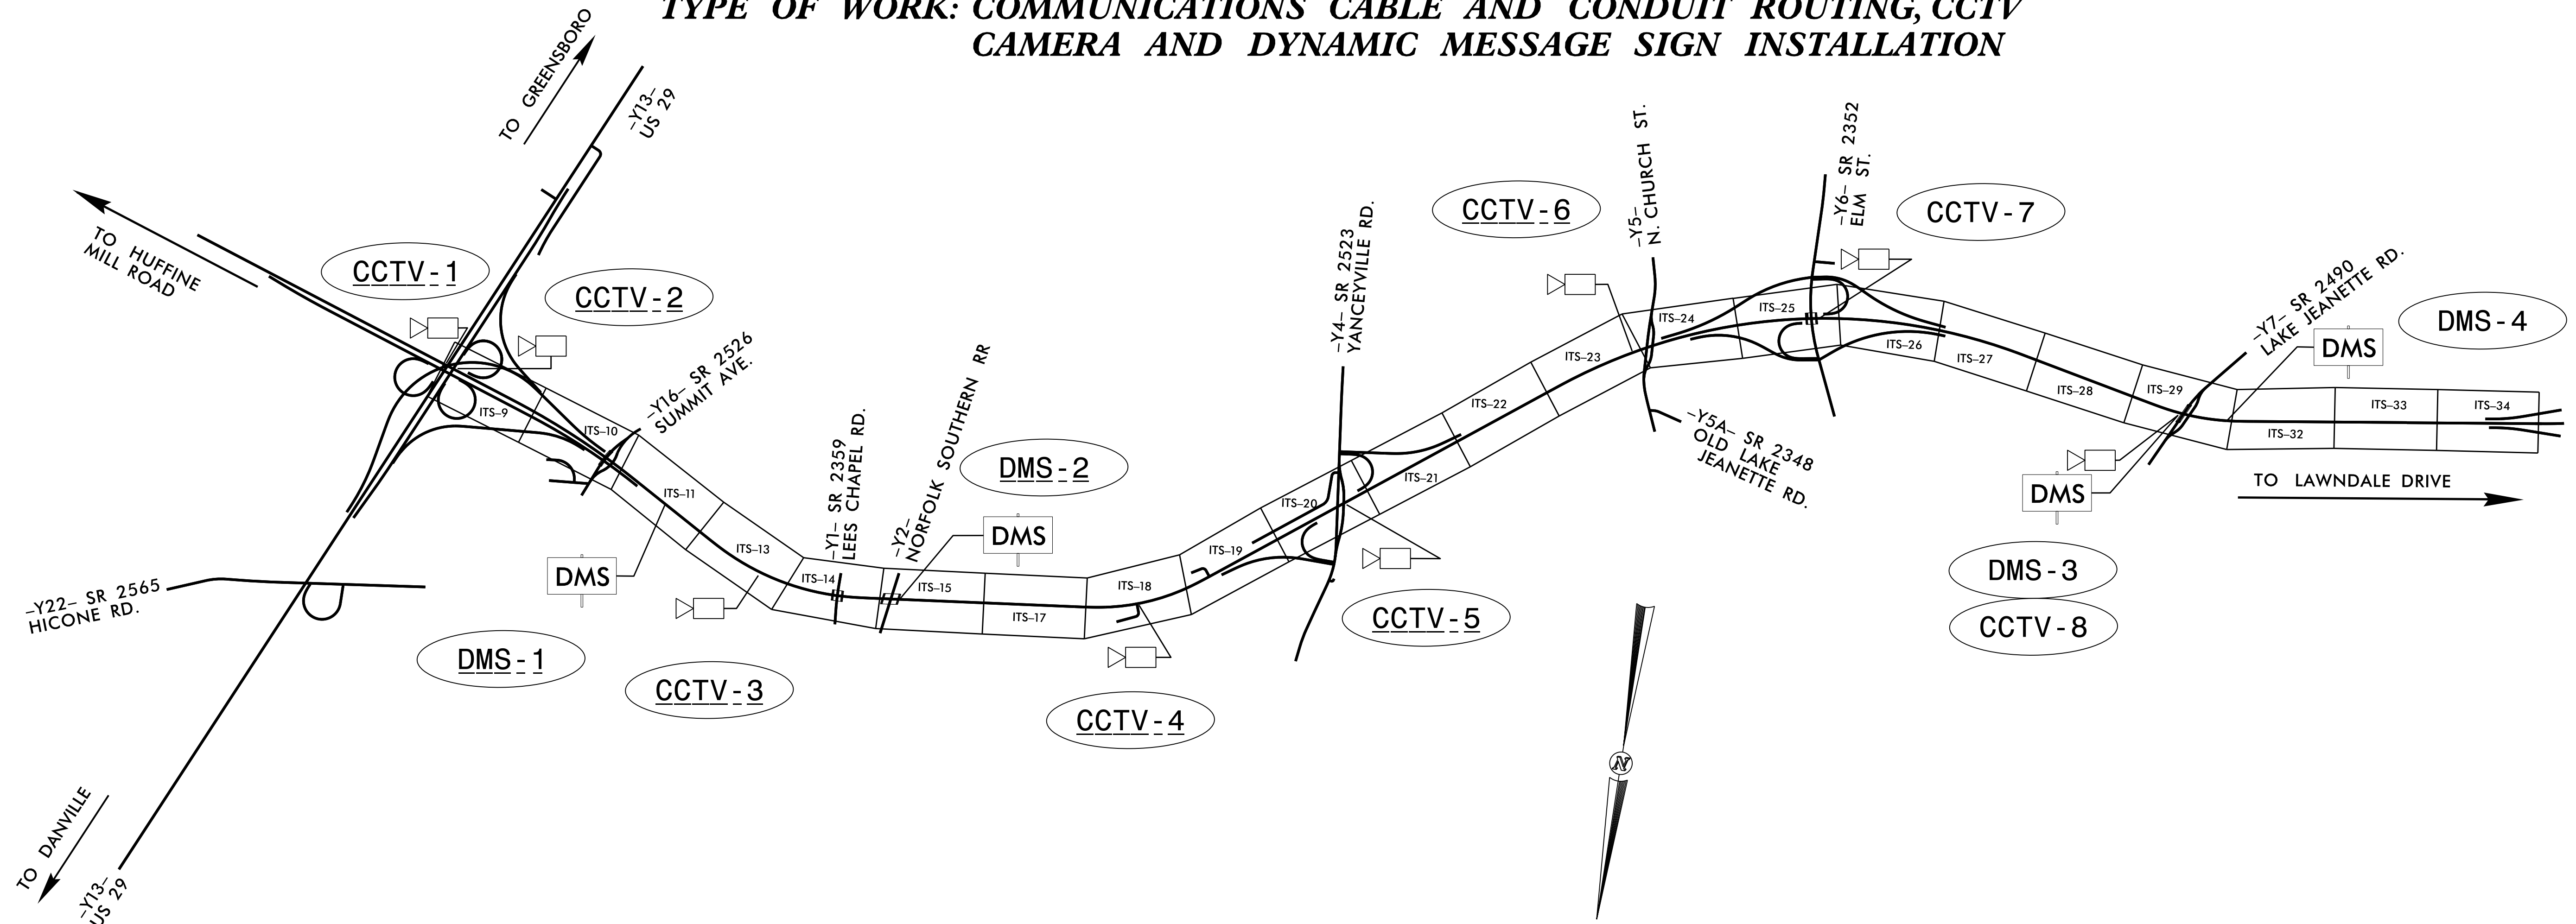 TYPE OF WORK: COMMUNICATIONS CABLE AND CONDUIT ROUTING, CCTV
CAMERA AND DYNAMIC MESSAGE SIGN INSTALLATION
TO GREENSBORO
–Y13–
US 29
TO HUFFINE
MILL ROAD
CCTV-1
CCTV-2
–Y16– SR 2526
SUMMIT AVE.
ITS–9
ITS–10
ITS–11
ITS–13
ITS–14
ITS–15
ITS–17
ITS–18
ITS–19
ITS–20
ITS–21
ITS–22
ITS–23
ITS–24
ITS–25
ITS–26
ITS–27
ITS–28
ITS–29
ITS–32
ITS–33
ITS–34
–Y1– SR 2359
LEES CHAPEL RD.
–Y2–
NORFOLK SOUTHERN RR
DMS-2
DMS
DMS
DMS-1
CCTV-3
CCTV-4
–Y22– SR 2565
HICONE RD.
TO DANVILLE
–Y13–
US 29
–Y4– SR 2523
YANCEYVILLE RD.
CCTV-5
CCTV-6
–Y5–
N. CHURCH ST.
–Y5A– SR 2348
OLD LAKE
JEANETTE RD.
–Y6– SR 2352
ELM ST.
CCTV-7
–Y7– SR 2490
LAKE JEANETTE RD.
DMS
DMS-4
DMS
DMS-3
CCTV-8
TO LAWNDALE DRIVE
N